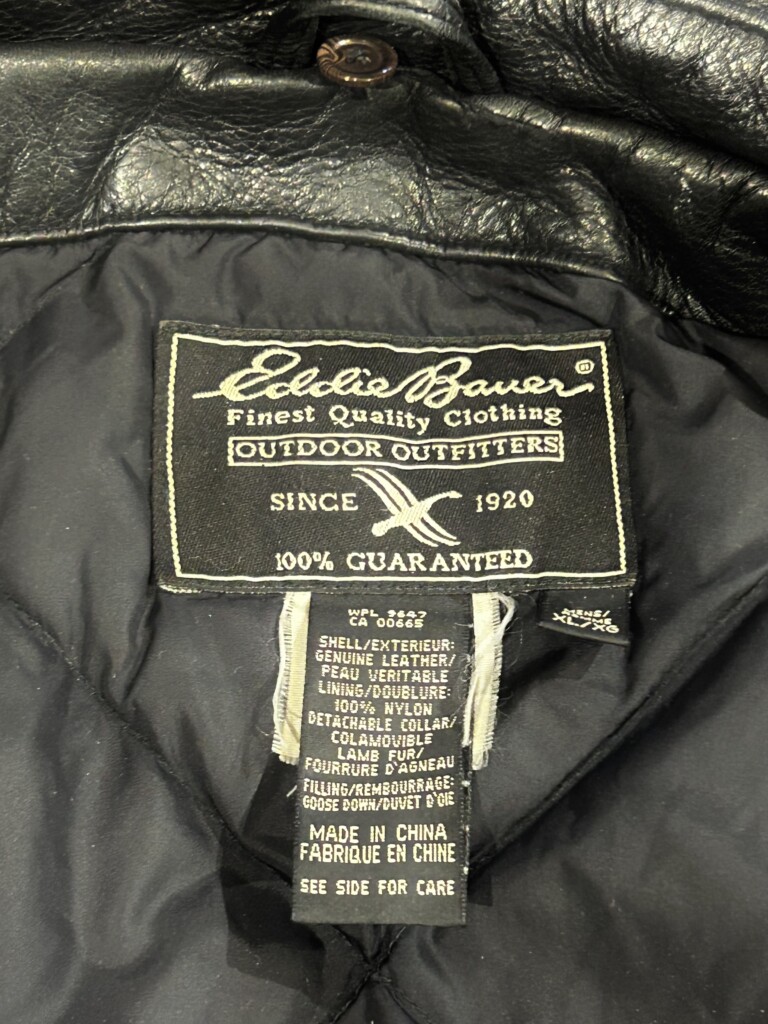 Eddie Bauer ®
Finest Quality Clothing
OUTDOOR OUTFITTERS
SINCE 1920
100% GUARANTEED
MENS/
XL/XG
WPL 9647
CA 00665
SHELL/EXTERIEUR:
GENUINE LEATHER/
PEAU VERITABLE
LINING/DOUBLURE:
100% NYLON
DETACHABLE COLLAR/
COLAMOVIBLE
LAMB FUR/
FOURRURE D'AGNEAU
FILLING/REMBOURRAGE:
GOOSE DOWN/DUVET D'OIE
MADE IN CHINA
FABRIQUE EN CHINE
SEE SIDE FOR CARE